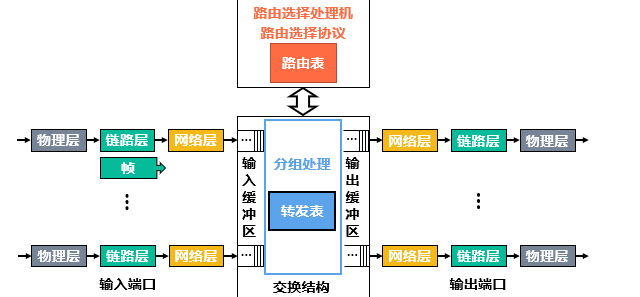 路由选择处理机
路由选择协议
路由表
物理层 链路层 网络层 ... ... 网络层 链路层 物理层
帧
输入缓冲区
分组处理
转发表
输出缓冲区
物理层 链路层 网络层 ... ... 网络层 链路层 物理层
输入端口
交换结构
输出端口